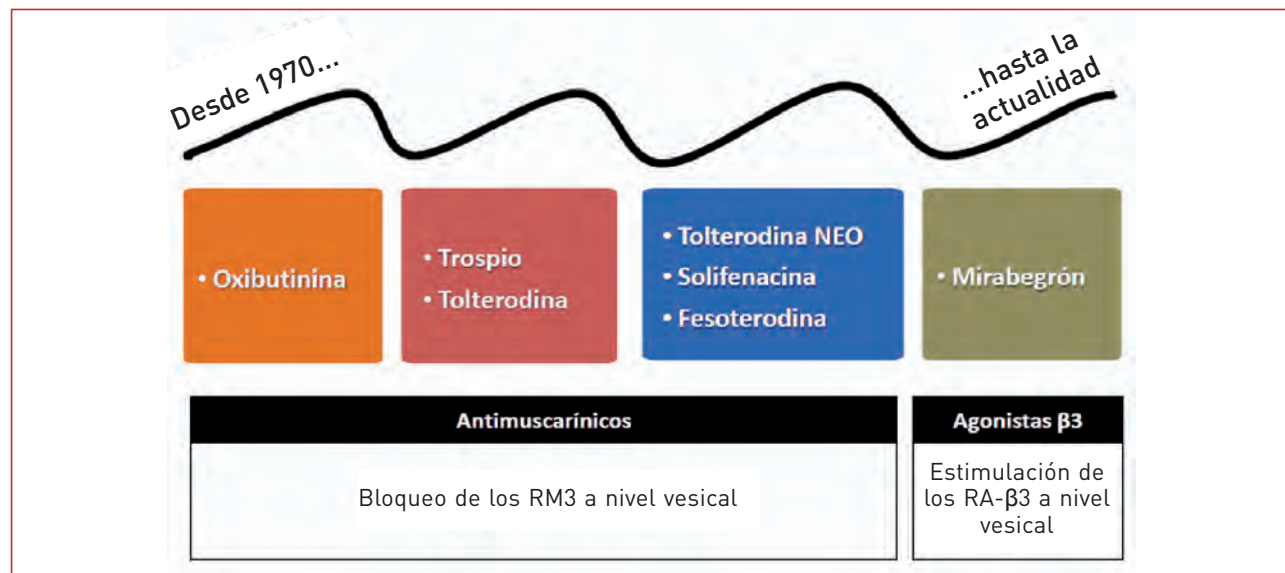 Desde 1970...
...hasta la
actualidad
• Oxibutinina
• Trospio
• Tolterodina
• Tolterodina NEO
• Solifenacina
• Fesoterodina
• Mirabegrón
Antimuscarínicos
Bloqueo de los RM3 a nivel vesical
Agonistas β3
Estimulación de
los RA-β3 a nivel
vesical